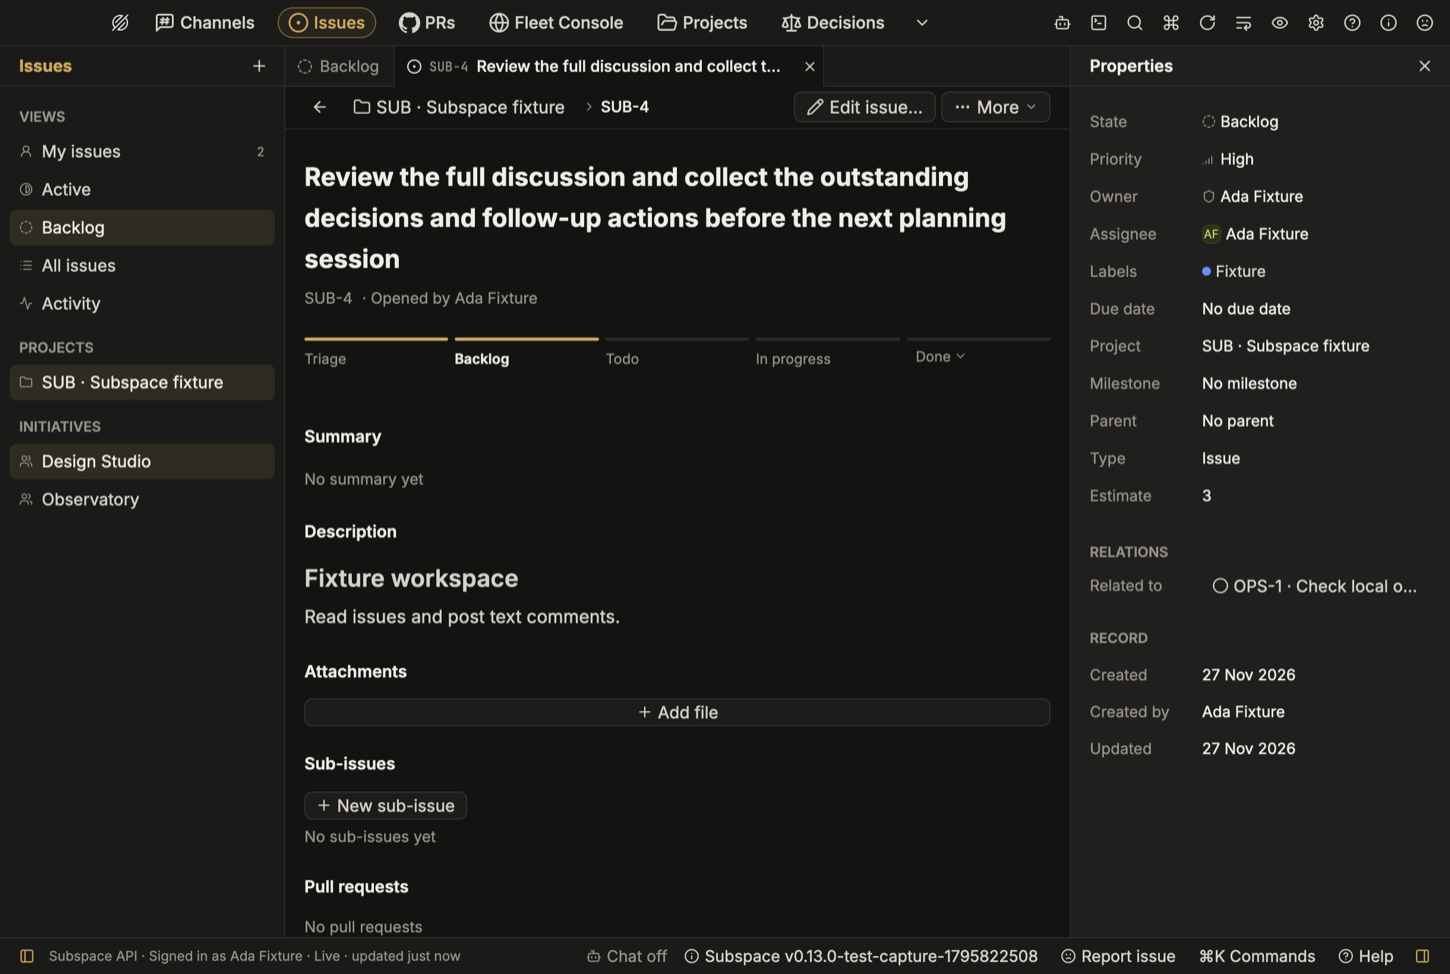 Channels
Issues
PRs
Fleet Console
Projects
Decisions
Issues
VIEWS
My issues 2
Active
Backlog
All issues
Activity
PROJECTS
SUB · Subspace fixture
INITIATIVES
Design Studio
Observatory
Backlog
SUB-4 Review the full discussion and collect t...
SUB · Subspace fixture › SUB-4
Edit issue...
More
Review the full discussion and collect the outstanding
decisions and follow-up actions before the next planning
session
SUB-4 · Opened by Ada Fixture
Triage
Backlog
Todo
In progress
Done
Summary
No summary yet
Description
Fixture workspace
Read issues and post text comments.
Attachments
+ Add file
Sub-issues
+ New sub-issue
No sub-issues yet
Pull requests
No pull requests
Properties
State Backlog
Priority High
Owner Ada Fixture
Assignee AF Ada Fixture
Labels Fixture
Due date No due date
Project SUB · Subspace fixture
Milestone No milestone
Parent No parent
Type Issue
Estimate 3
RELATIONS
Related to OPS-1 · Check local o...
RECORD
Created 27 Nov 2026
Created by Ada Fixture
Updated 27 Nov 2026
Subspace API · Signed in as Ada Fixture · Live · updated just now
Chat off
Subspace v0.13.0-test-capture-1795822508
Report issue
⌘K Commands
Help